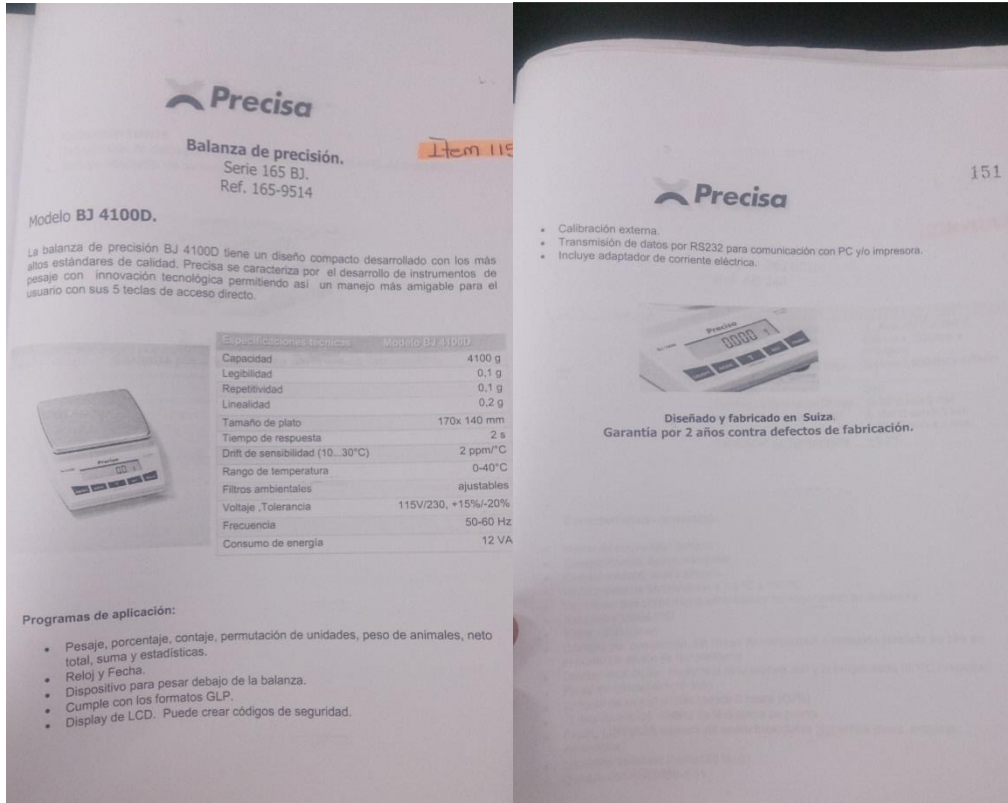 Precisa
Balanza de precisión.
Serie 165 BJ.
Ref. 165-9514
Item 115
Modelo BJ 4100D.
La balanza de precisión BJ 4100D tiene un diseño compacto desarrollado con los más
altos estándares de calidad. Precisa se caracteriza por el desarrollo de instrumentos de
pesaje con innovación tecnológica permitiendo así un manejo más amigable para el
usuario con sus 5 teclas de acceso directo.
Especificaciones técnicas Modelo BJ 4100D
Capacidad 4100 g
Legibilidad 0,1 g
Repetitividad 0,1 g
Linealidad 0,2 g
Tamaño de plato 170x 140 mm
Tiempo de respuesta 2 s
Drift de sensibilidad (10...30°C) 2 ppm/°C
Rango de temperatura 0-40°C
Filtros ambientales ajustables
Voltaje ,Tolerancia 115V/230, +15%/-20%
Frecuencia 50-60 Hz
Consumo de energía 12 VA
Precisa
Programas de aplicación:
• Pesaje, porcentaje, contaje, permutación de unidades, peso de animales, neto
total, suma y estadísticas.
• Reloj y Fecha.
• Dispositivo para pesar debajo de la balanza.
• Cumple con los formatos GLP.
• Display de LCD. Puede crear códigos de seguridad.
151
Precisa
• Calibración externa.
• Transmisión de datos por RS232 para comunicación con PC y/o impresora.
• Incluye adaptador de corriente eléctrica.
Precisa
Diseñado y fabricado en Suiza.
Garantía por 2 años contra defectos de fabricación.